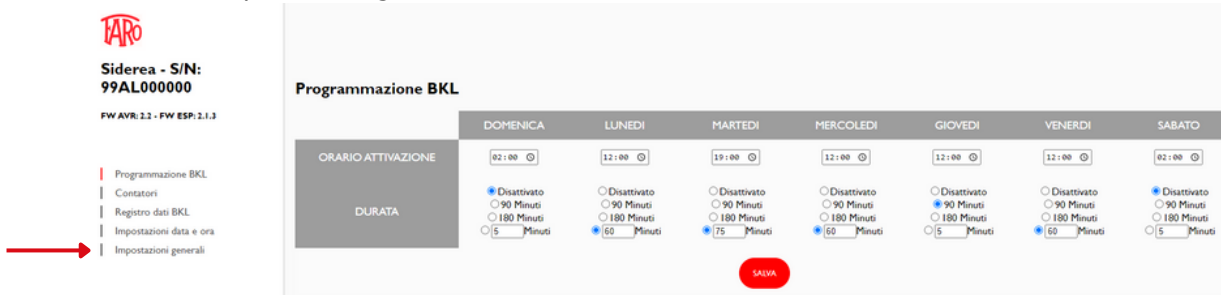 FARO
Siderea - S/N:
99AL000000
FW AVR: 2.2 - FW ESP: 2.1.3
Programmazione BKL
Contatori
Registro dati BKL
Impostazioni data e ora
Impostazioni generali
Programmazione BKL
DOMENICA LUNEDI MARTEDI MERCOLEDI GIOVEDI VENERDI SABATO
ORARIO ATTIVAZIONE 02:00 12:00 19:00 12:00 12:00 12:00 02:00
DURATA
Disattivato Disattivato Disattivato Disattivato Disattivato Disattivato Disattivato
90 Minuti 90 Minuti 90 Minuti 90 Minuti 90 Minuti 90 Minuti 90 Minuti
180 Minuti 180 Minuti 180 Minuti 180 Minuti 180 Minuti 180 Minuti 180 Minuti
5 Minuti 60 Minuti 75 Minuti 60 Minuti 5 Minuti 60 Minuti 5 Minuti
SALVA